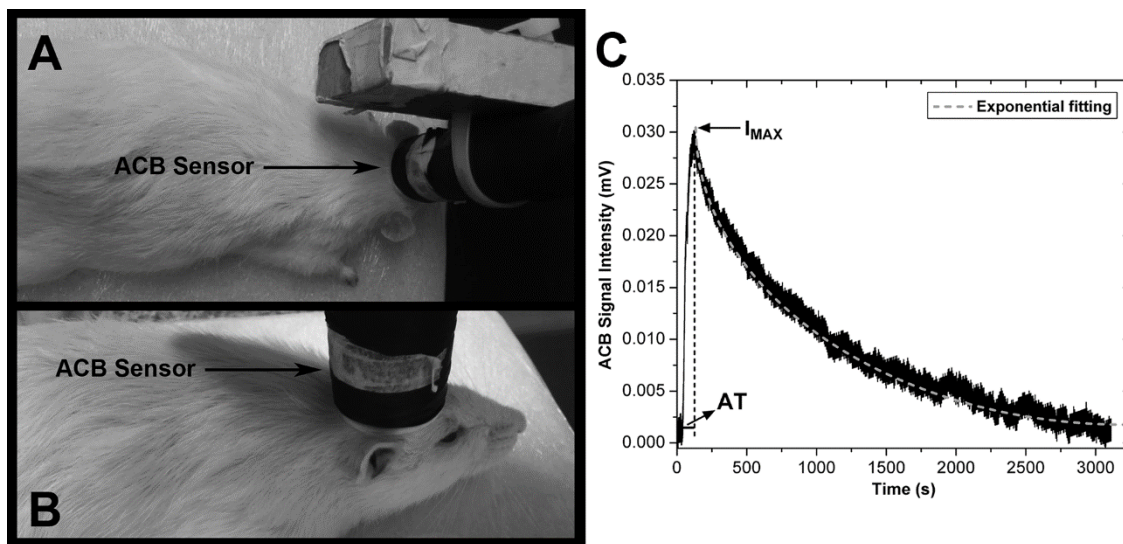 A
ACB Sensor
ACB Sensor
B
C
0.035
0.030
0.025
0.020
0.015
0.010
0.005
0.000
ACB Signal Intensity (mV)
Exponential fitting
I_MAX
AT
0 500 1000 1500 2000 2500 3000
Time (s)